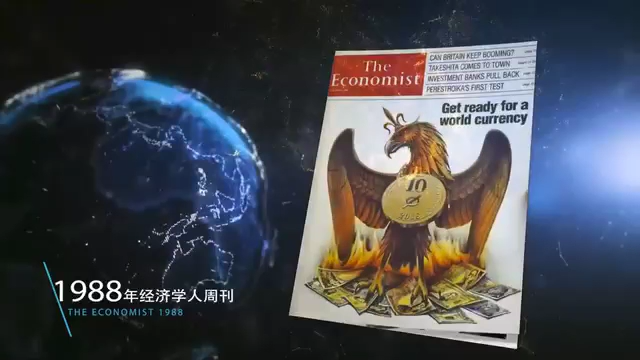 The
Economist
CAN BRITAIN KEEP BOOMING?
TAKESHITA COMES TO TOWN
INVESTMENT BANKS PULL BACK
PERESTROIKA'S FIRST TEST
Get ready for a
world currency
10
1988年经济学人周刊
THE ECONOMIST 1988